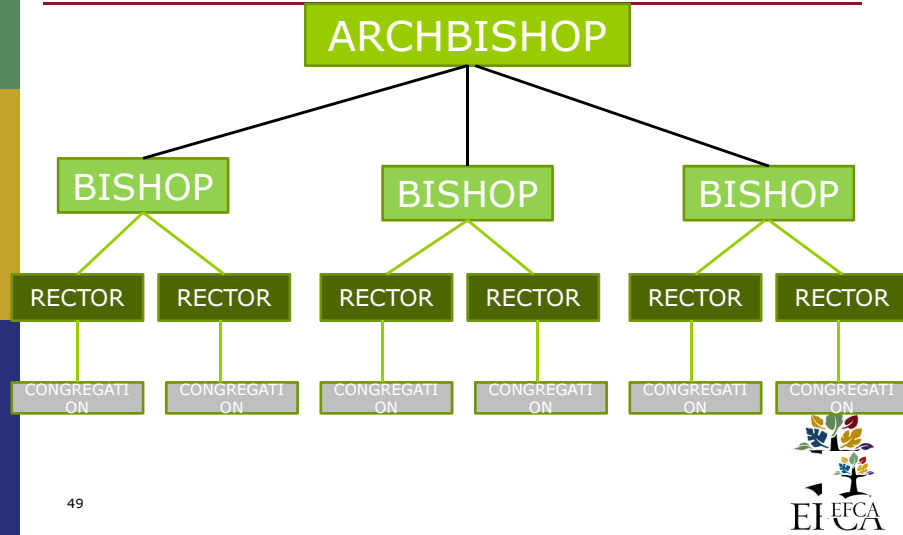 ARCHBISHOP
BISHOP
BISHOP
BISHOP
RECTOR
RECTOR
RECTOR
RECTOR
RECTOR
RECTOR
CONGREGATI
ON
CONGREGATI
ON
CONGREGATI
ON
CONGREGATI
ON
CONGREGATI
ON
CONGREGATI
ON
49
EFCA